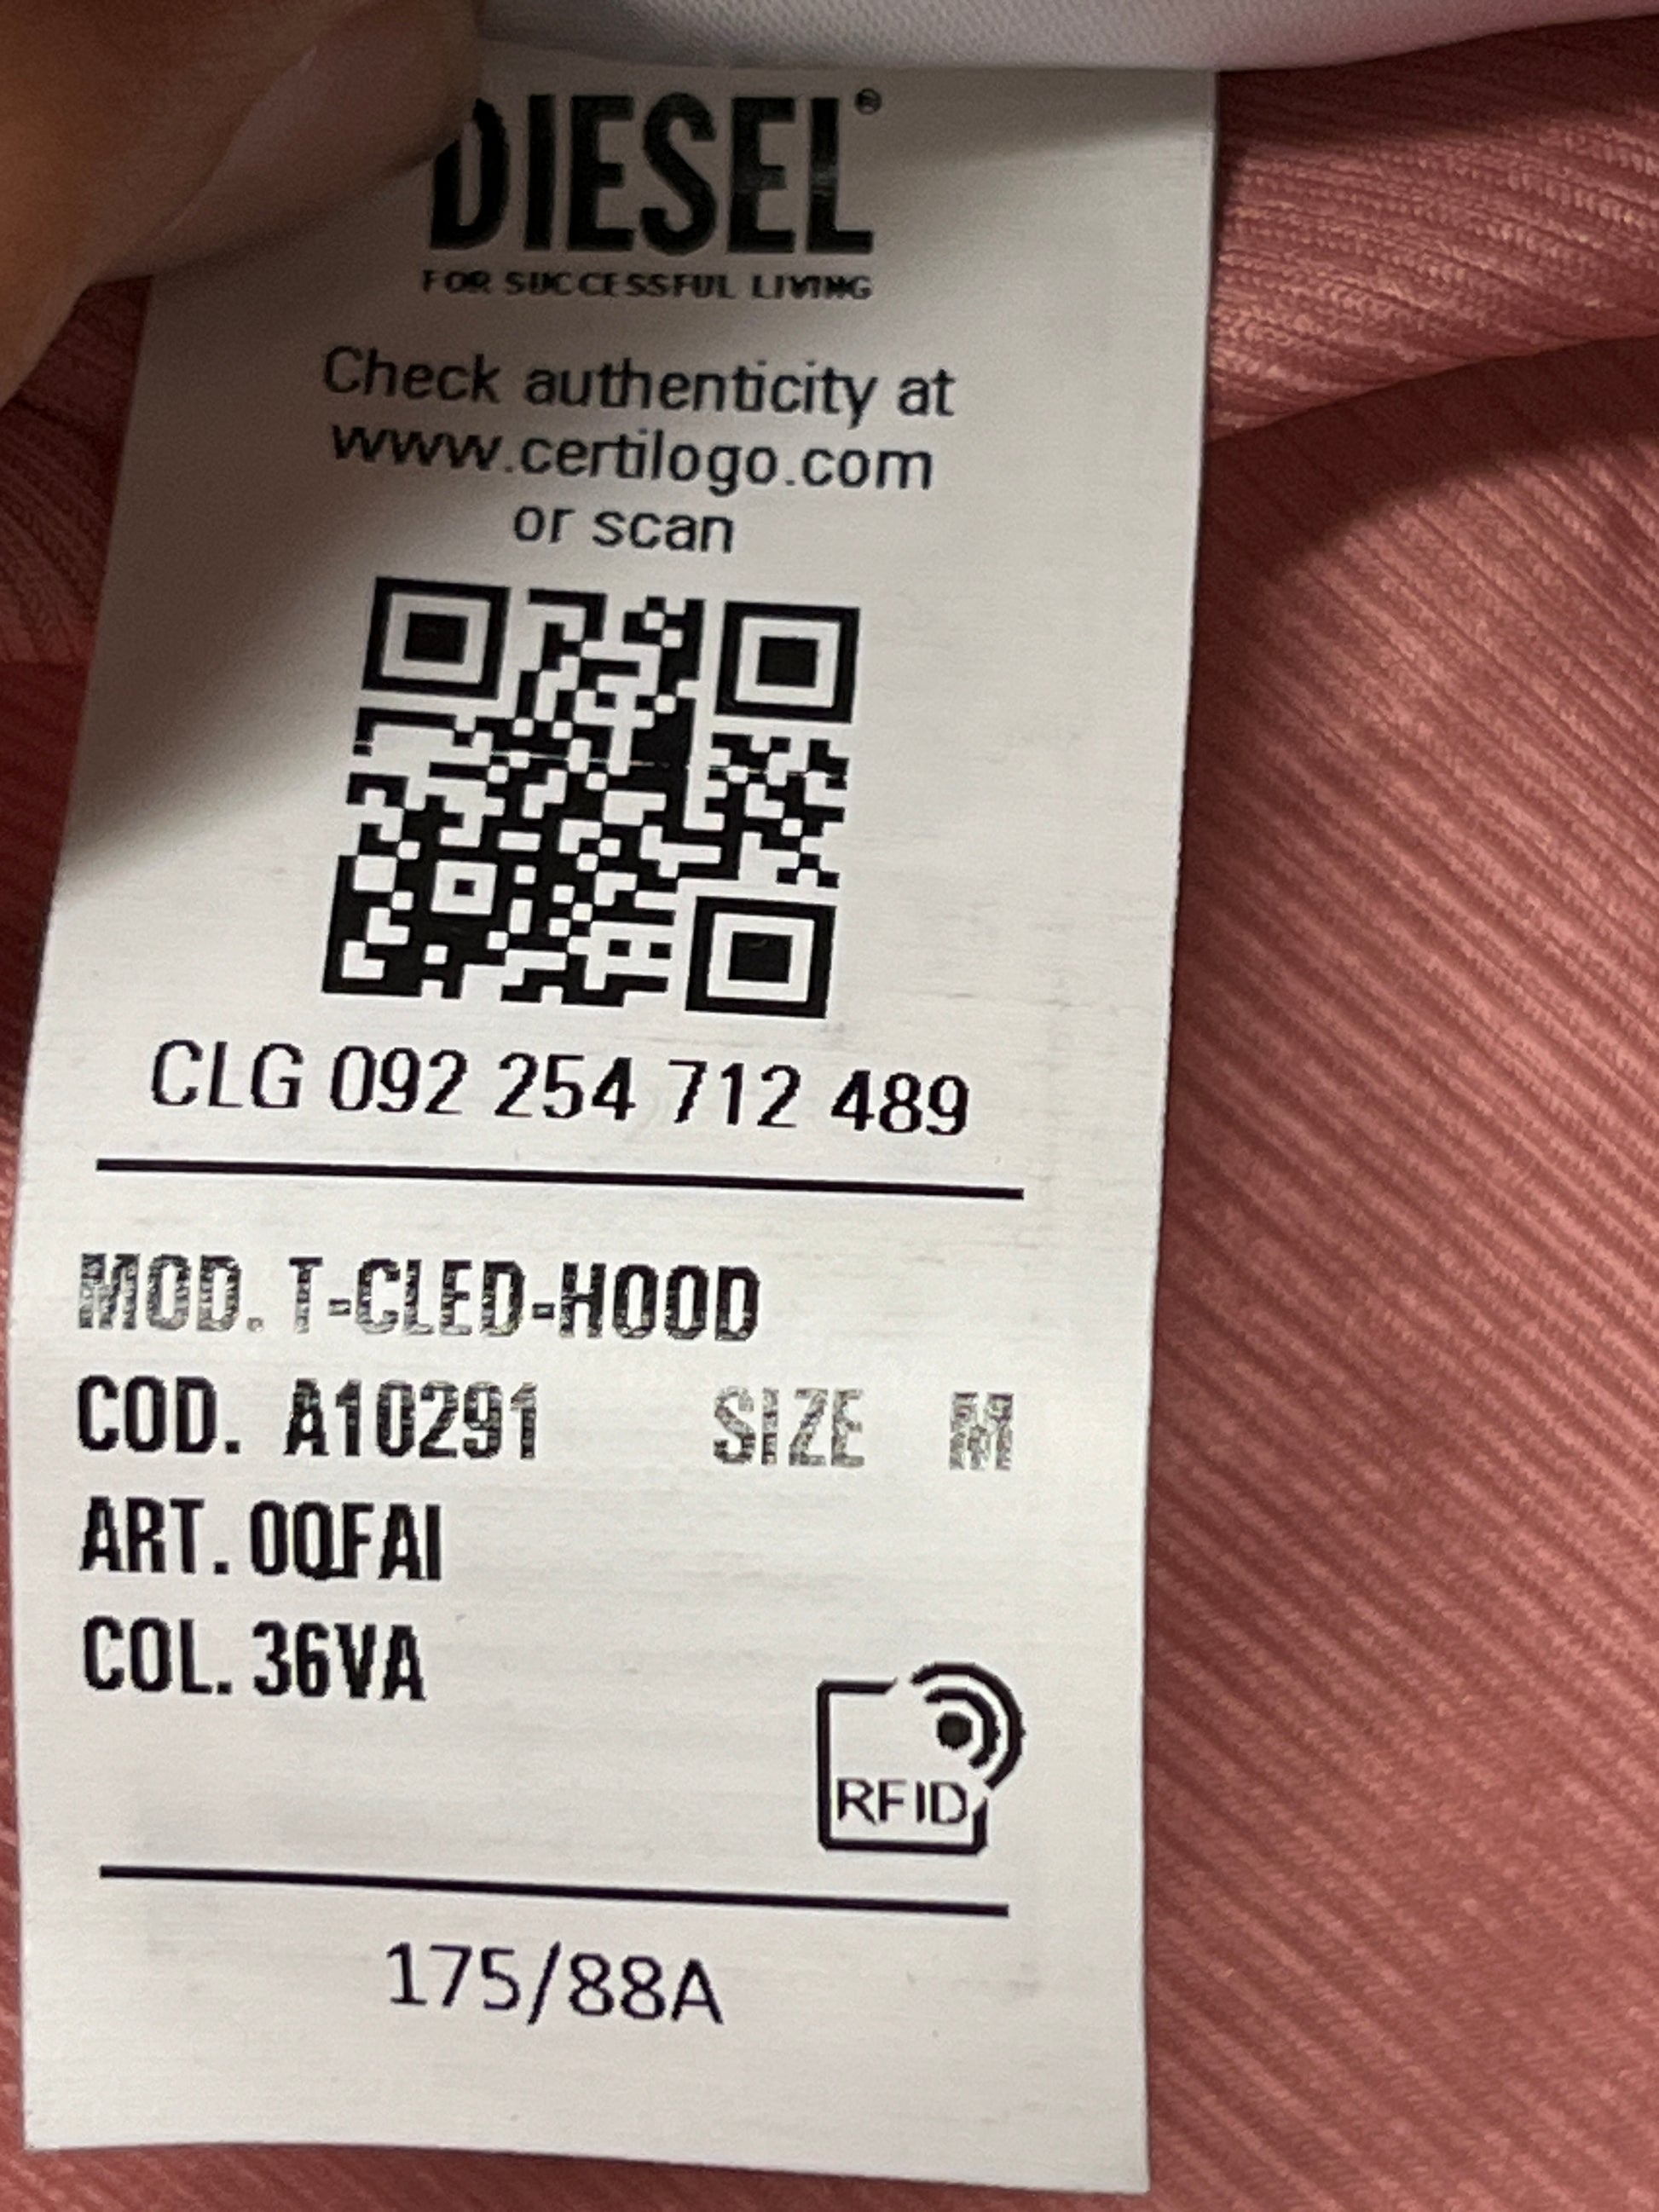 DIESEL®
FOR SUCCESSFUL LIVING
Check authenticity at
www.certilogo.com
or scan
CLG 092 254 712 489
MOD. T-CLED-HOOD
COD. A10291 SIZE M
ART. 0QFAI
COL. 36VA
RFID
175/88A